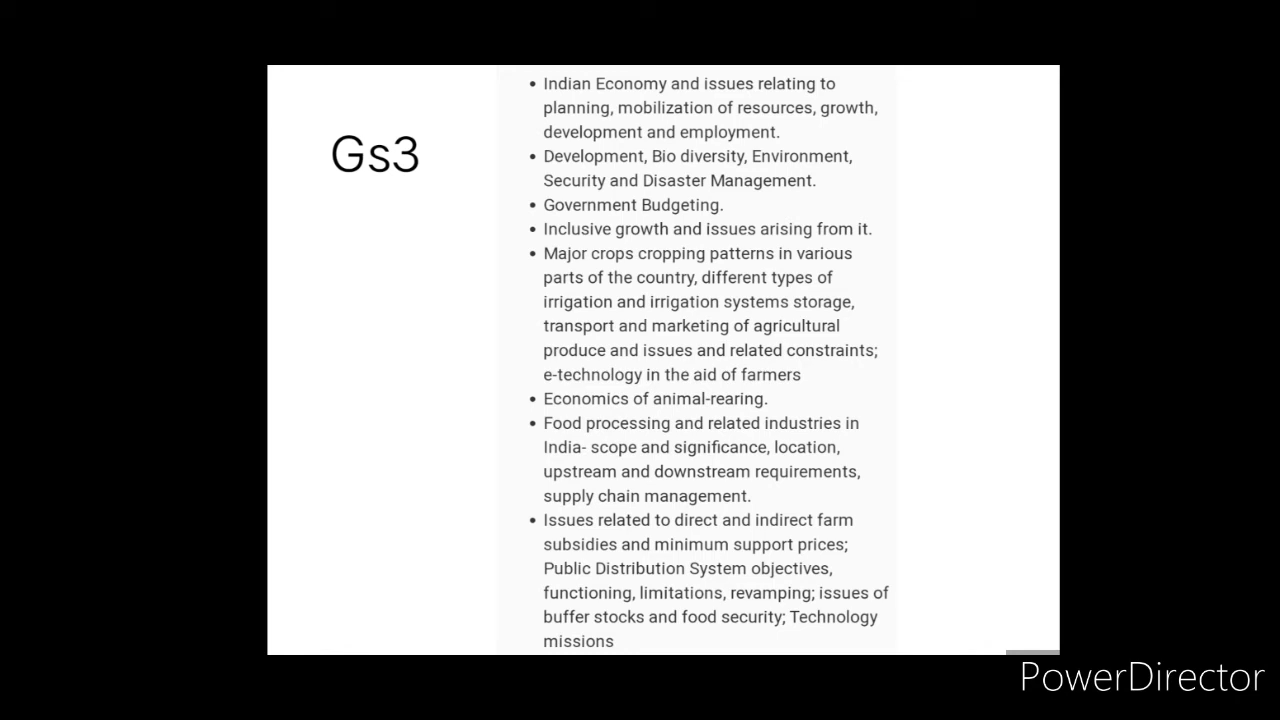 Gs3
• Indian Economy and issues relating to
planning, mobilization of resources, growth,
development and employment.
• Development, Bio diversity, Environment,
Security and Disaster Management.
• Government Budgeting.
• Inclusive growth and issues arising from it.
• Major crops cropping patterns in various
parts of the country, different types of
irrigation and irrigation systems storage,
transport and marketing of agricultural
produce and issues and related constraints;
e-technology in the aid of farmers
• Economics of animal-rearing.
• Food processing and related industries in
India- scope and significance, location,
upstream and downstream requirements,
supply chain management.
• Issues related to direct and indirect farm
subsidies and minimum support prices;
Public Distribution System objectives,
functioning, limitations, revamping; issues of
buffer stocks and food security; Technology
missions
PowerDirector